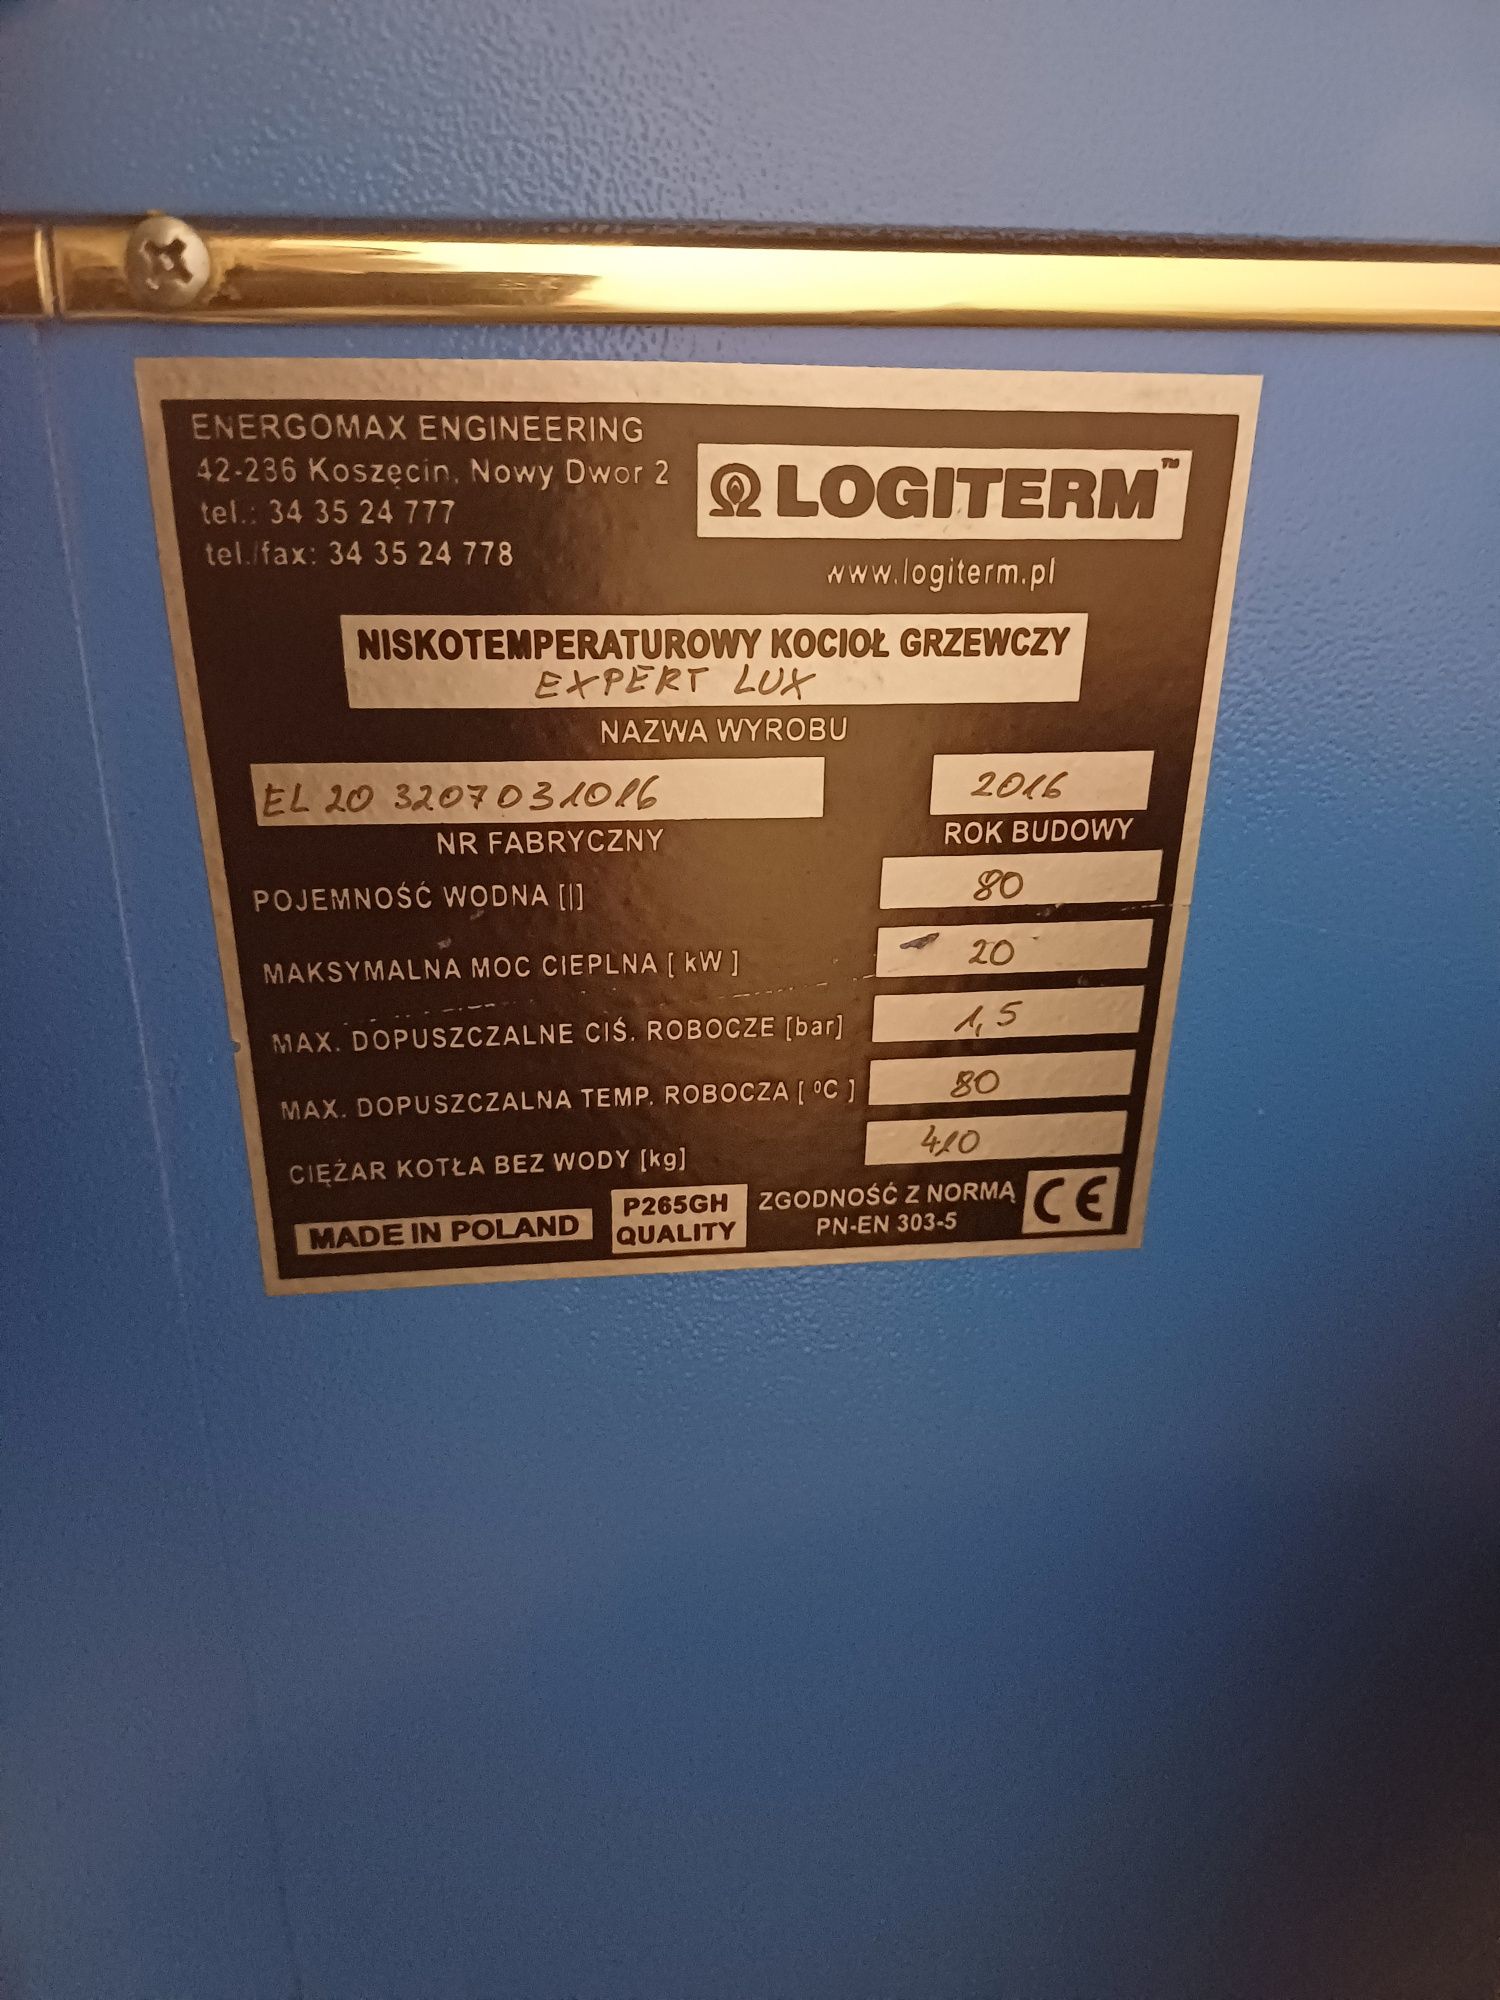 ENERGOMAX ENGINEERING
42-286 Koszęcin, Nowy Dwor 2
tel.: 34 35 24 777
tel./fax: 34 35 24 778
LOGITERM™
www.logiterm.pl
NISKOTEMPERATUROWY KOCIOŁ GRZEWCZY
EXPERT LUX
NAZWA WYROBU
EL 20 3207031016 2016
NR FABRYCZNY ROK BUDOWY
POJEMNOŚĆ WODNA [l] 80
MAKSYMALNA MOC CIEPLNA [ kW ] 20
MAX. DOPUSZCZALNE CIŚ. ROBOCZE [bar] 1,5
MAX. DOPUSZCZALNA TEMP. ROBOCZA [ ºC ] 80
CIĘŻAR KOTŁA BEZ WODY [kg] 410
MADE IN POLAND
P265GH
QUALITY
ZGODNOŚĆ Z NORMĄ
PN-EN 303-5
CE